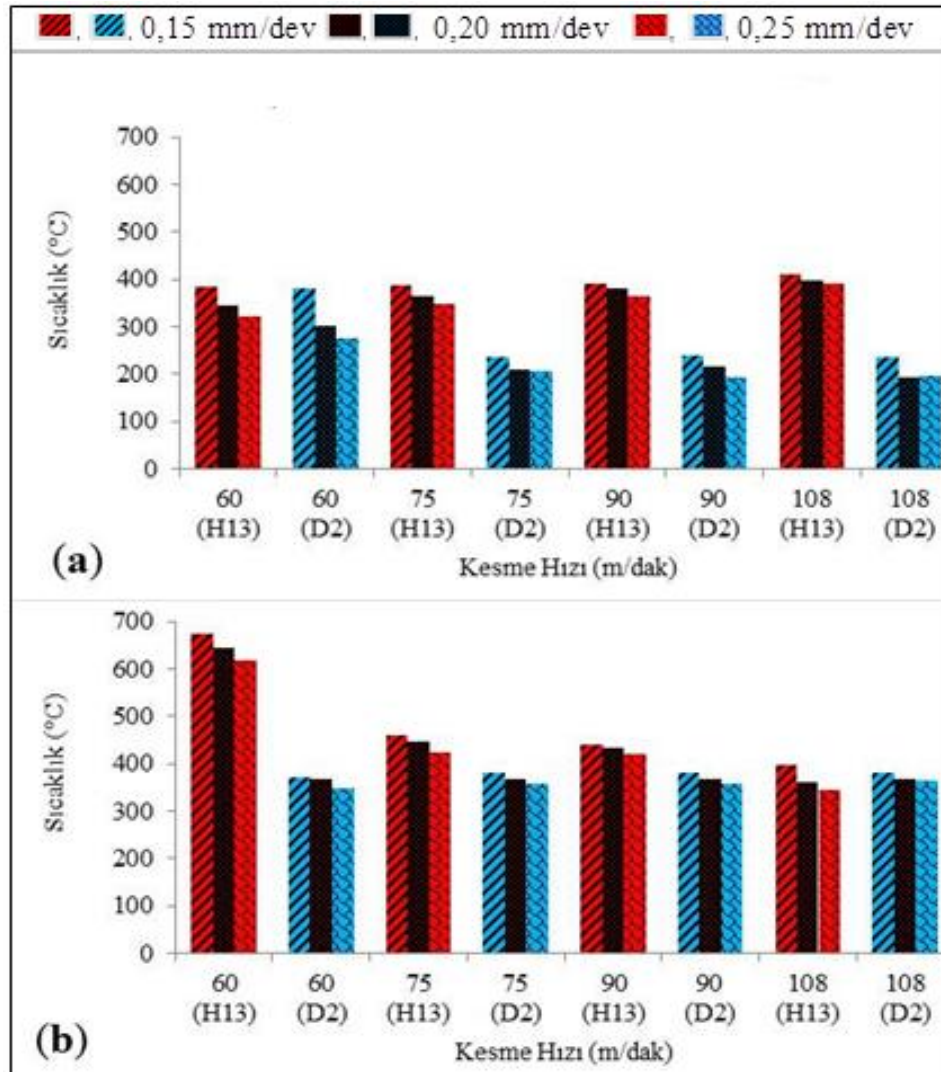 , 0,15 mm/dev , 0,20 mm/dev , 0,25 mm/dev
700
600
500
400
300
200
100
0
Sıcaklık (°C)
60 60 75 75 90 90 108 108
(H13) (D2) (H13) (D2) (H13) (D2) (H13) (D2)
(a)
Kesme Hızı (m/dak)
700
600
500
400
300
200
100
0
Sıcaklık (°C)
60 60 75 75 90 90 108 108
(H13) (D2) (H13) (D2) (H13) (D2) (H13) (D2)
(b)
Kesme Hızı (m/dak)